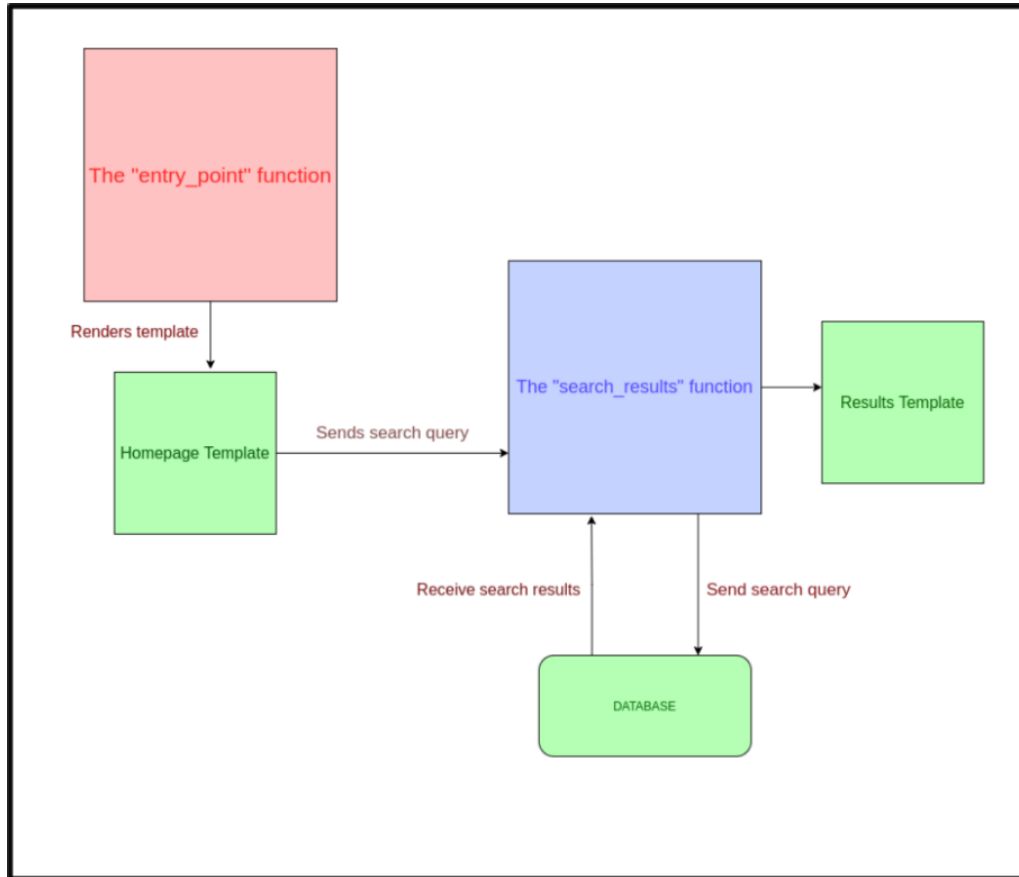 The "entry_point" function
Renders template
Homepage Template
Sends search query
The "search_results" function
Results Template
Receive search results
Send search query
DATABASE